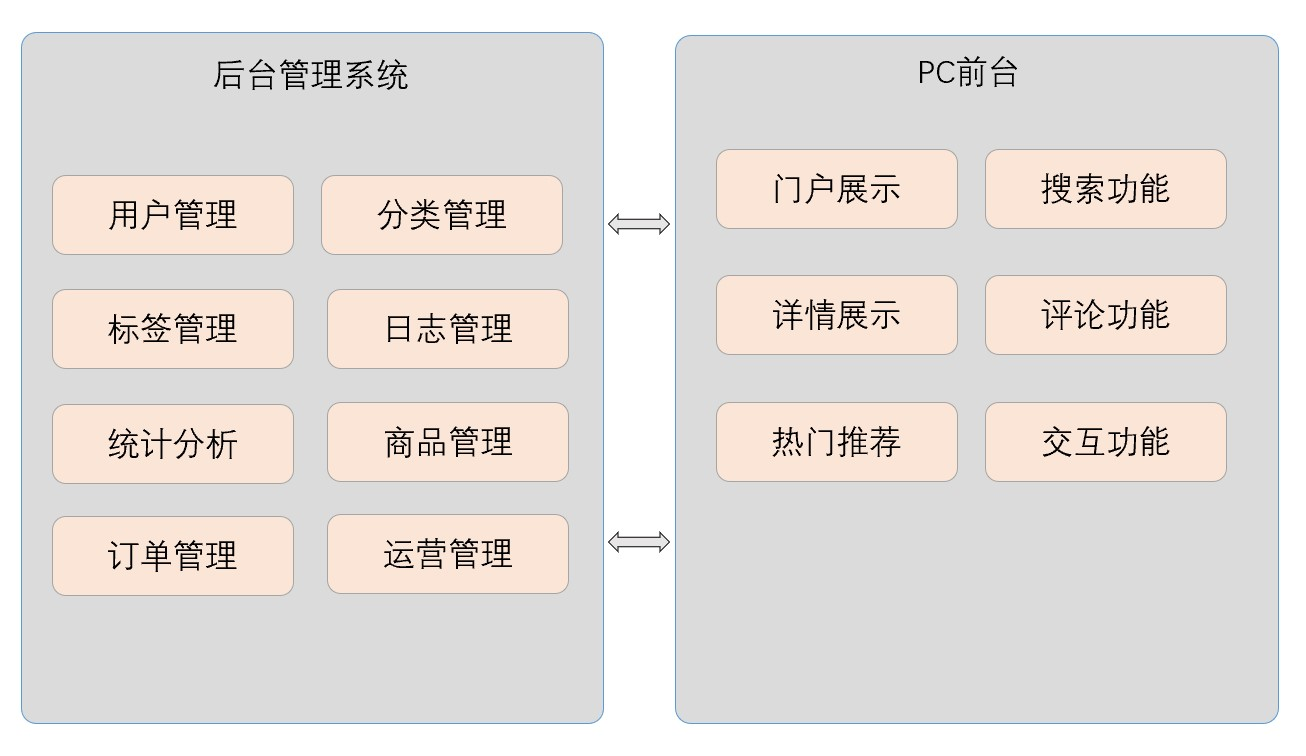 后台管理系统
用户管理
分类管理
标签管理
日志管理
统计分析
商品管理
订单管理
运营管理
PC前台
门户展示
搜索功能
详情展示
评论功能
热门推荐
交互功能